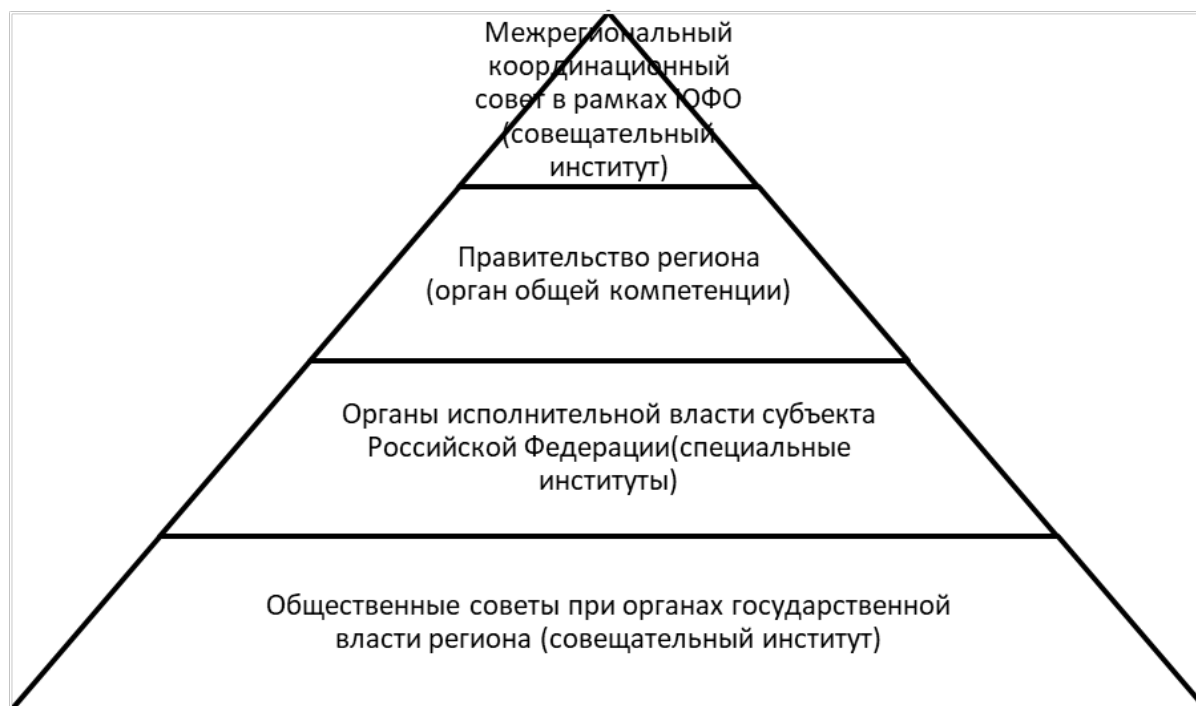 Межрегиональный
координационный
совет в рамках ЮФО
(совещательный
институт)
Правительство региона
(орган общей компетенции)
Органы исполнительной власти субъекта
Российской Федерации(специальные
институты)
Общественные советы при органах государственной
власти региона (совещательный институт)